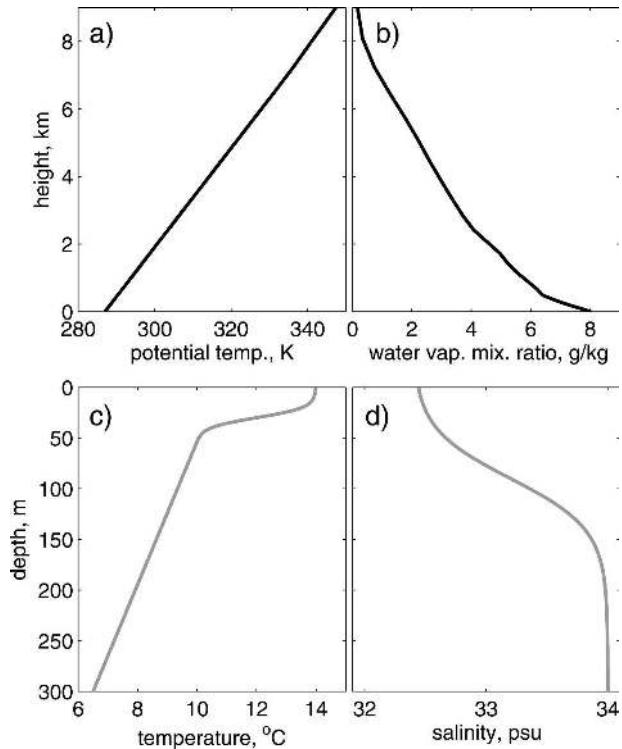 a)
b)
height, km
8
6
4
2
0
280 300 320 340
0 2 4 6 8
potential temp., K
water vap. mix. ratio, g/kg
c)
d)
depth, m
0
50
100
150
200
250
300
6 8 10 12 14
32 33 34
temperature, °C
salinity, psu